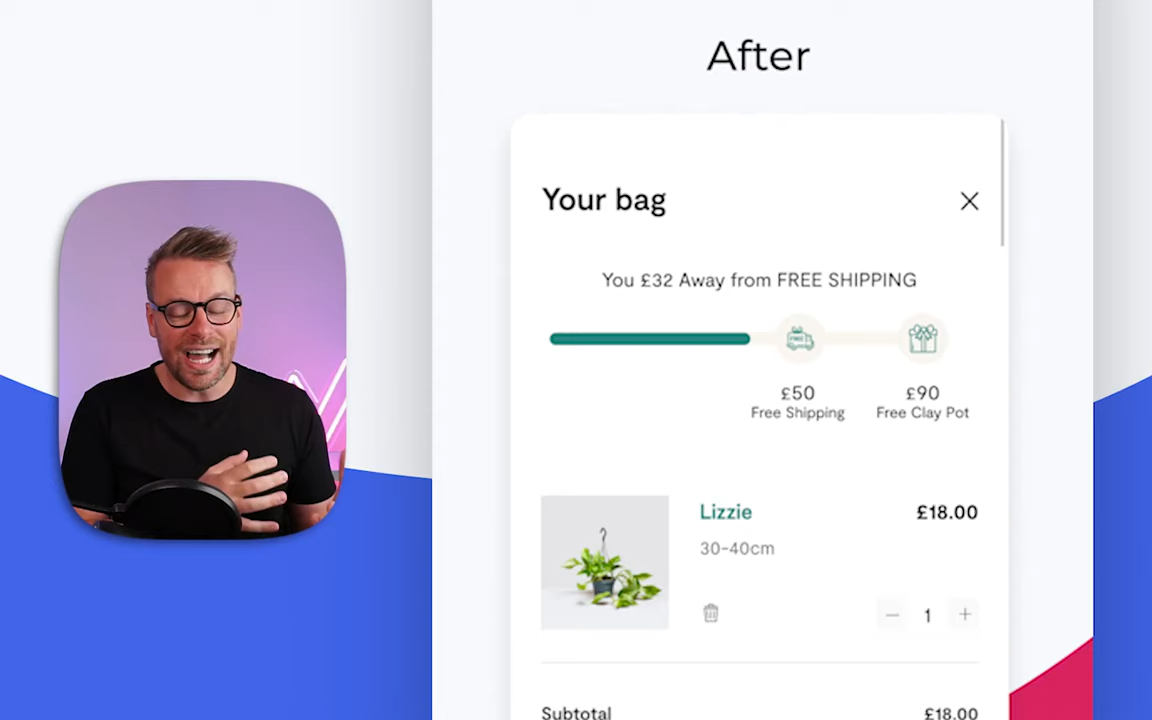 After
Your bag
You £32 Away from FREE SHIPPING
FREE
£50
Free Shipping
£90
Free Clay Pot
Lizzie
£18.00
30-40cm
1
Subtotal
£18.00